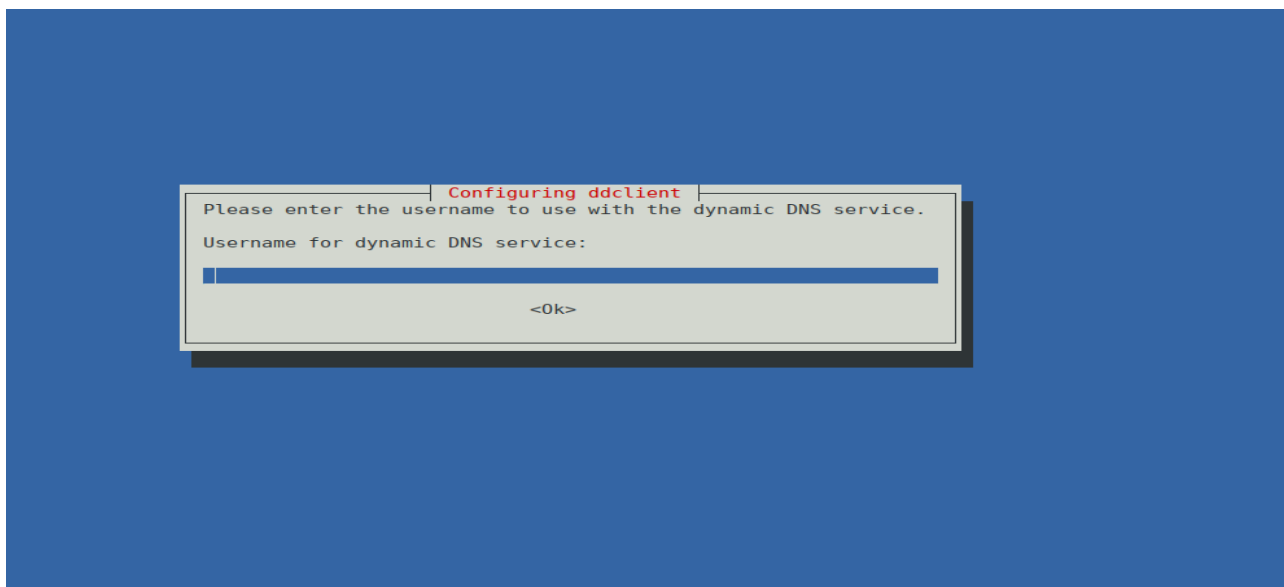 Configuring ddclient
Please enter the username to use with the dynamic DNS service.
Username for dynamic DNS service:
<Ok>